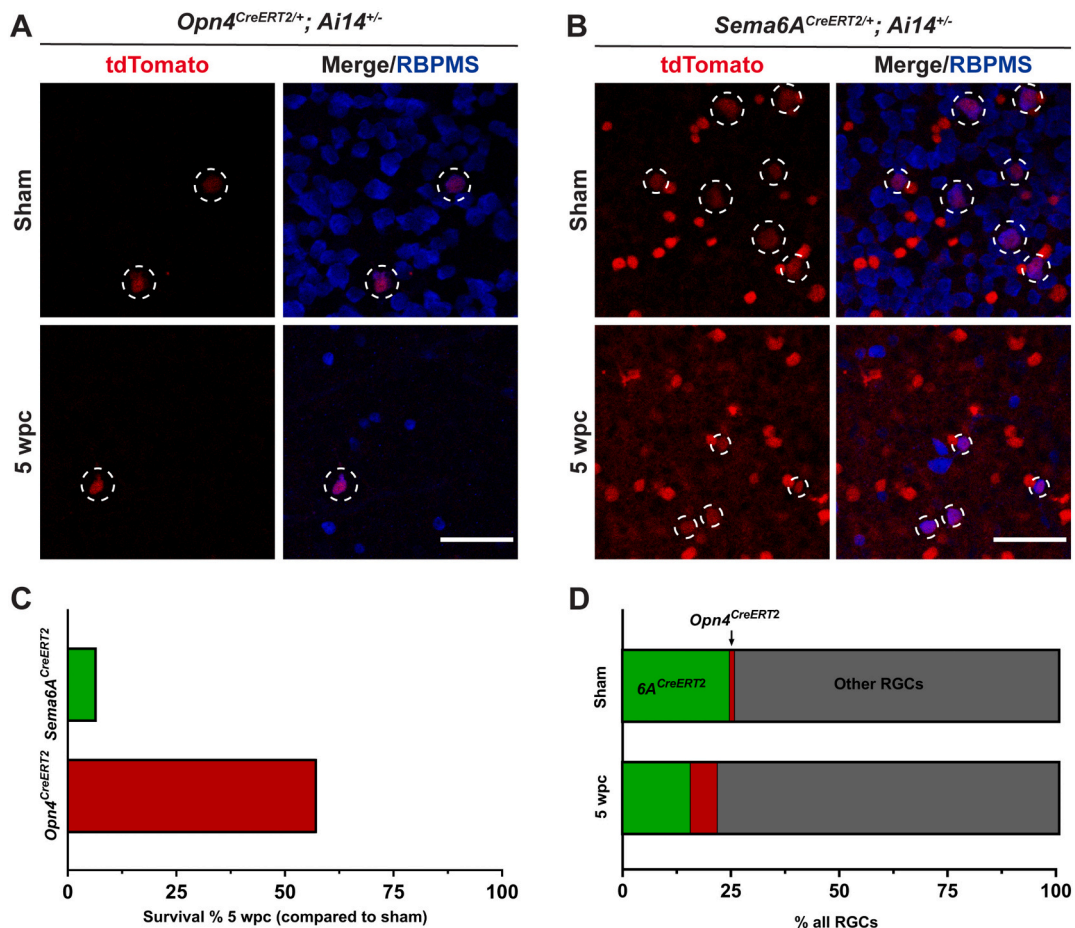 A
Opn4CreERT2/+; Ai14+/-
tdTomato
Merge/RBPMS
Sham
5 wpc
B
Sema6ACreERT2/+; Ai14+/-
tdTomato
Merge/RBPMS
Sham
5 wpc
C
Sema6ACreERT2
Opn4CreERT2
0 25 50 75 100
Survival % 5 wpc (compared to sham)
D
Opn4CreERT2
Sham
6ACreERT2
Other RGCs
5 wpc
0 25 50 75 100
% all RGCs